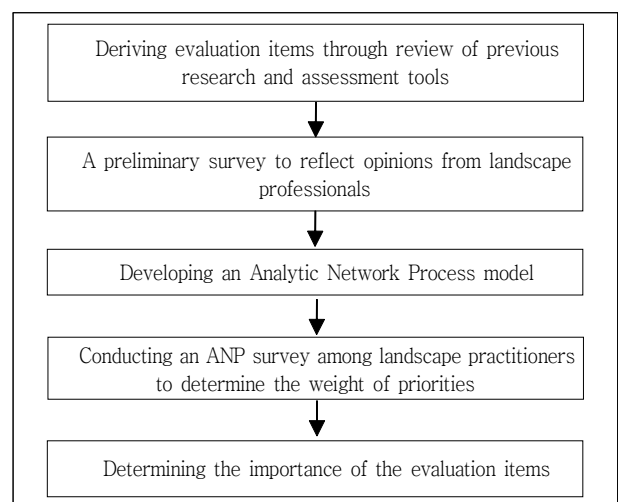 Deriving evaluation items through review of previous
research and assessment tools
A preliminary survey to reflect opinions from landscape
professionals
Developing an Analytic Network Process model
Conducting an ANP survey among landscape practitioners
to determine the weight of priorities
Determining the importance of the evaluation items